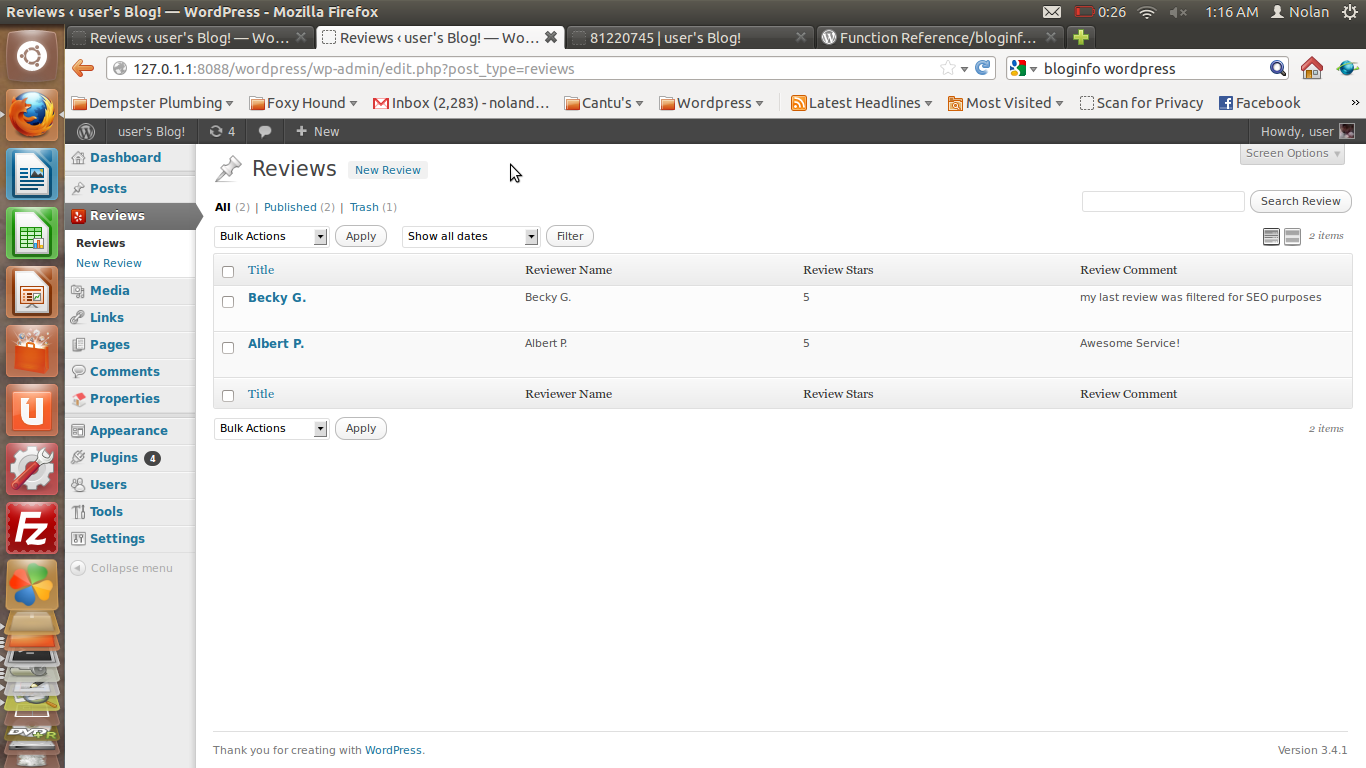 Reviews ‹ user's Blog! — WordPress - Mozilla Firefox
0:26
1:16 AM
Nolan
Reviews ‹ user's Blog! — Wo...
Reviews ‹ user's Blog! — Wo...
81220745 | user's Blog!
Function Reference/bloginf...
127.0.1.1:8088/wordpress/wp-admin/edit.php?post_type=reviews
bloginfo wordpress
Dempster Plumbing
Foxy Hound
Inbox (2,283) - noland...
Cantu's
Wordpress
Latest Headlines
Most Visited
Scan for Privacy
Facebook
»
user's Blog!
4
+ New
Howdy, user
Dashboard
Posts
Reviews
Reviews
New Review
Media
Links
Pages
Comments
Properties
Appearance
Plugins 4
Users
Tools
Settings
Collapse menu
Screen Options
Reviews New Review
All (2) | Published (2) | Trash (1)
Search Review
Bulk Actions Apply Show all dates Filter
2 items
Title Reviewer Name Review Stars Review Comment
Becky G. Becky G. 5 my last review was filtered for SEO purposes
Albert P. Albert P. 5 Awesome Service!
Title Reviewer Name Review Stars Review Comment
Bulk Actions Apply
2 items
Thank you for creating with WordPress.
Version 3.4.1